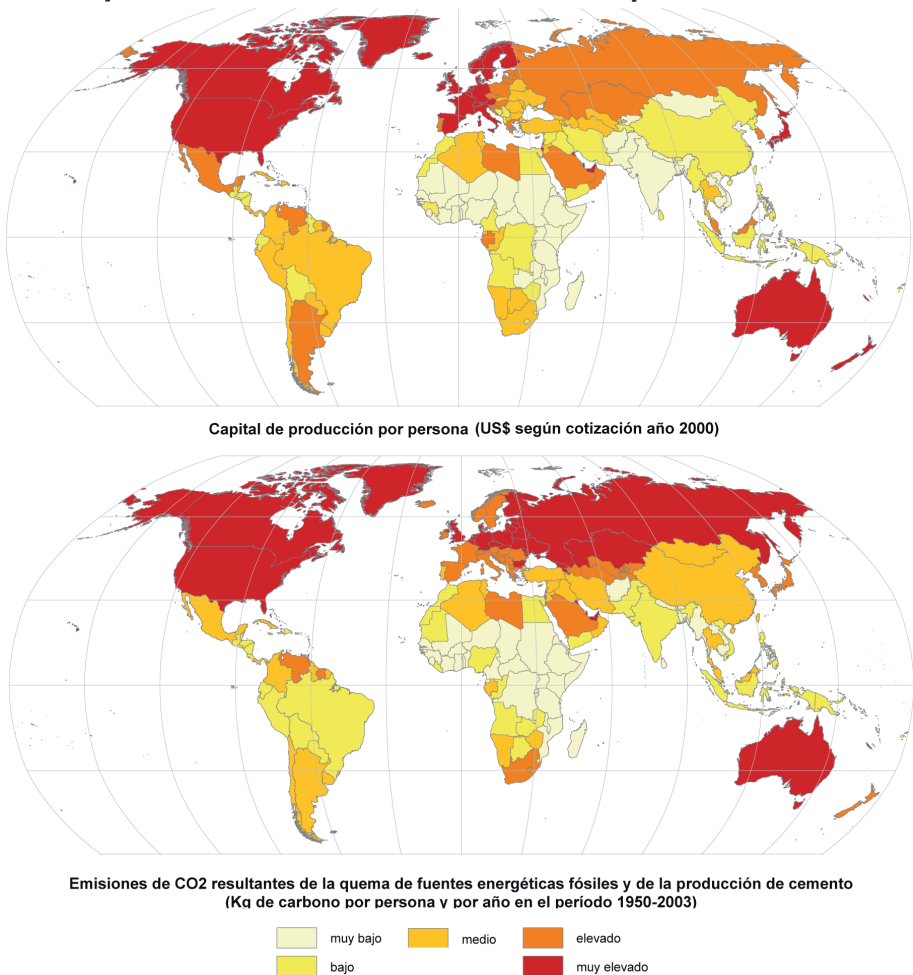 Capital de producción por persona (US$ según cotización año 2000)
Emisiones de CO2 resultantes de la quema de fuentes energéticas fósiles y de la producción de cemento
(Kg de carbono por persona y por año en el período 1950-2003)
muy bajo
medio
elevado
bajo
muy elevado